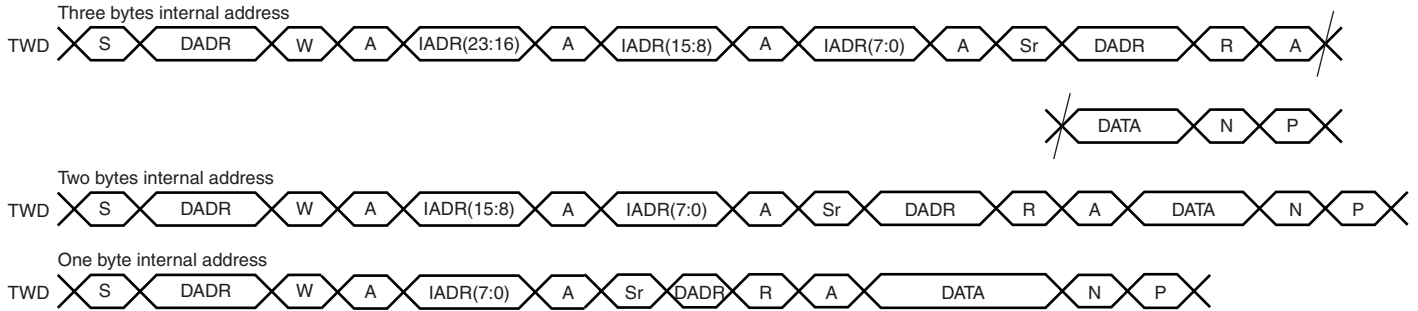 Three bytes internal address
TWD S DADR W A IADR(23:16) A IADR(15:8) A IADR(7:0) A Sr DADR R A
DATA N P
Two bytes internal address
TWD S DADR W A IADR(15:8) A IADR(7:0) A Sr DADR R A DATA N P
One byte internal address
TWD S DADR W A IADR(7:0) A Sr DADR R A DATA N P